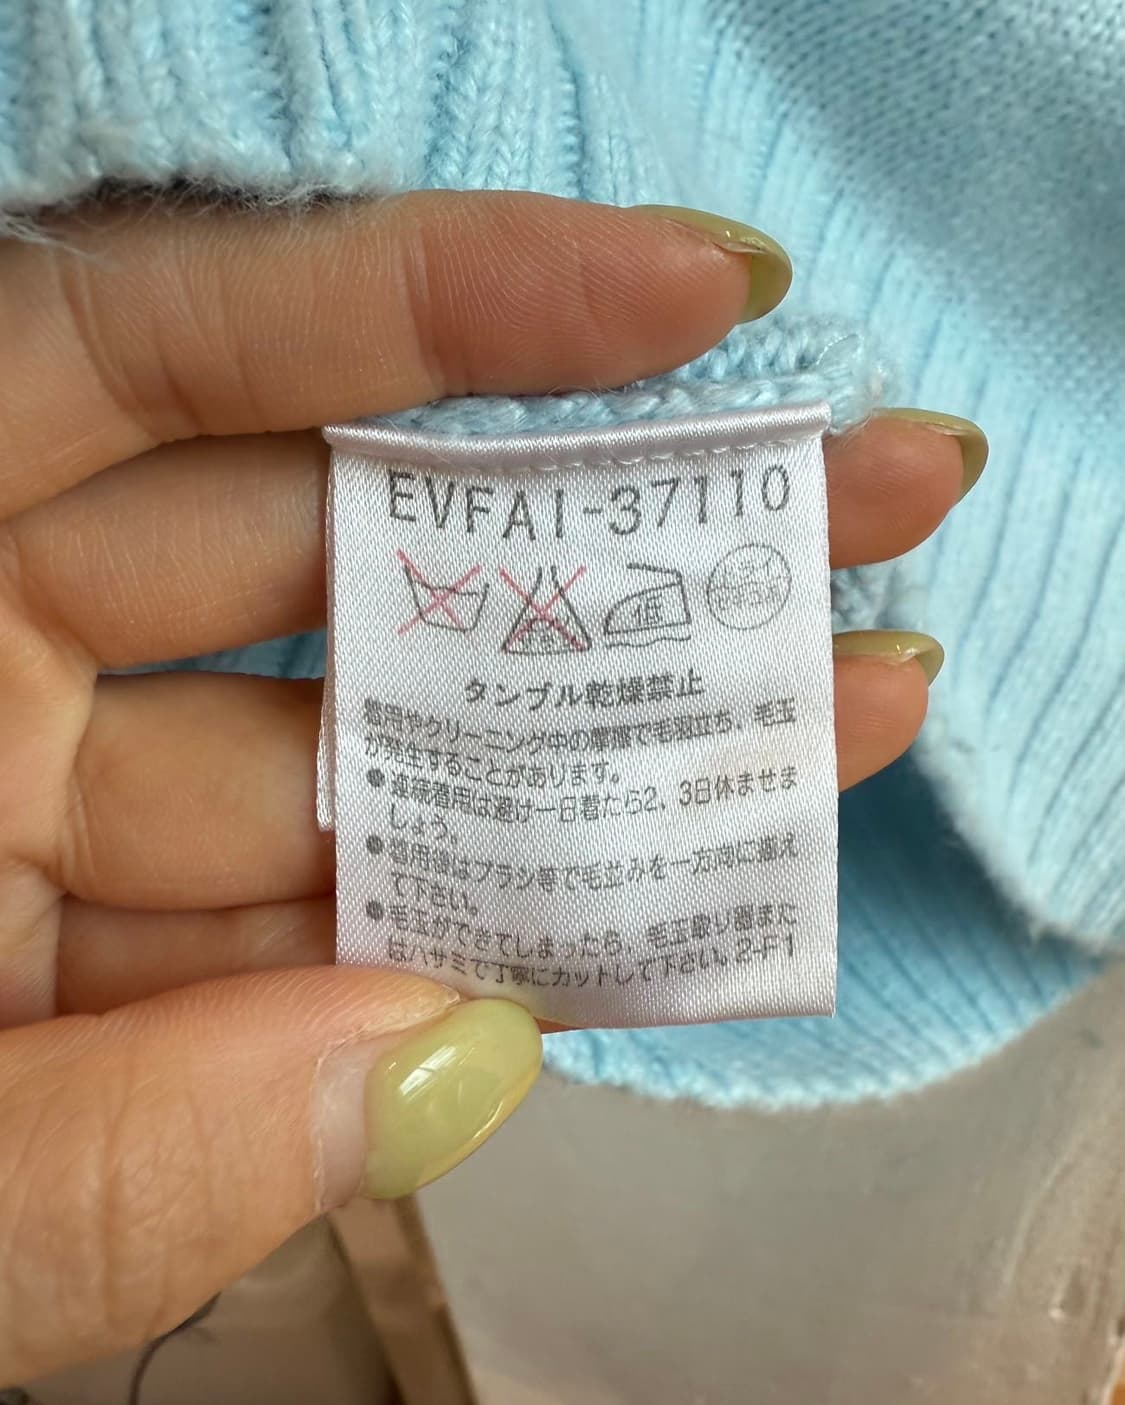 EVFAI-37110
低
ドライ
タンブル乾燥禁止
着用やクリーニング中の摩擦で毛羽立ち、毛玉
が発生することがあります。
●連続着用は避け一日着たら2、3日休ませま
しょう。
●着用後はブラシ等で毛並みを一方向に揃え
て下さい。
●毛玉ができてしまったら、毛玉取り器また
はハサミで丁寧にカットして下さい。2-F1